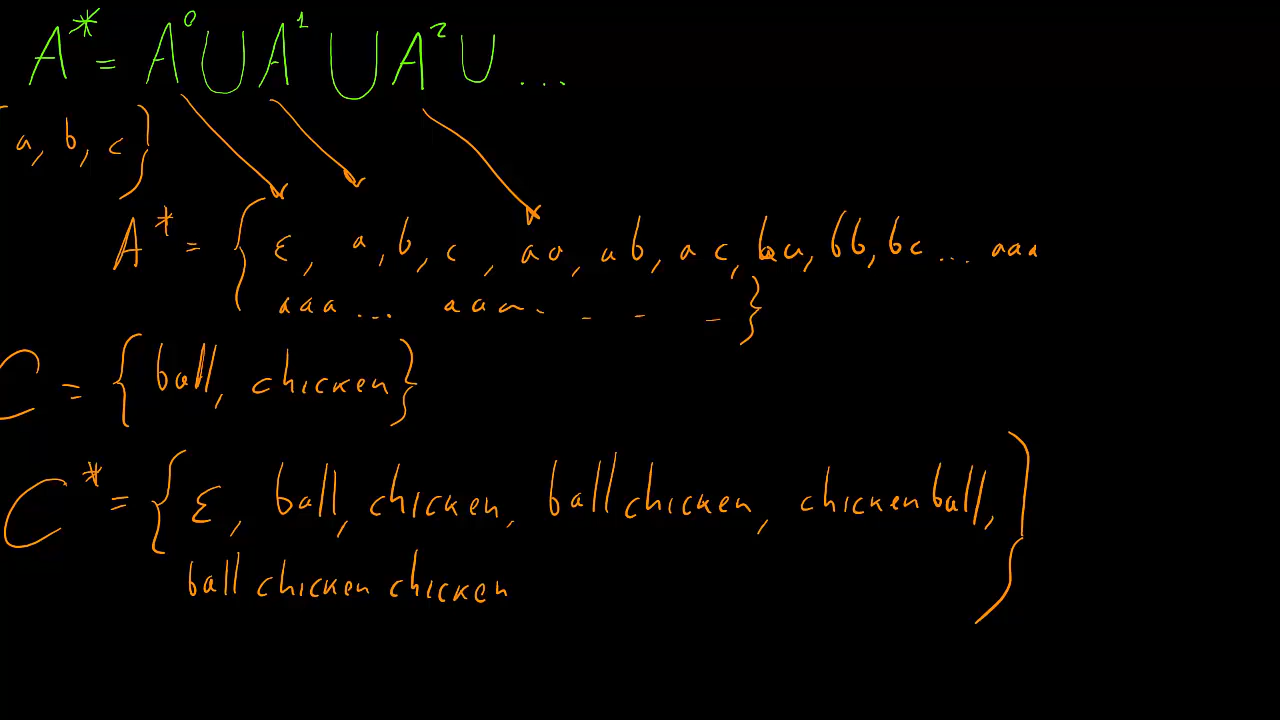 A* = A⁰ ∪ A¹ ∪ A² ∪ ...
a, b, c }
A* = { ε, a, b, c, aa, ab, ac, ba, bb, bc ... aaa
aaa ... aaa - - - - }
C = { ball, chicken }
C* = { ε, ball, chicken, ballchicken, chickenball,
ballchickenchicken }